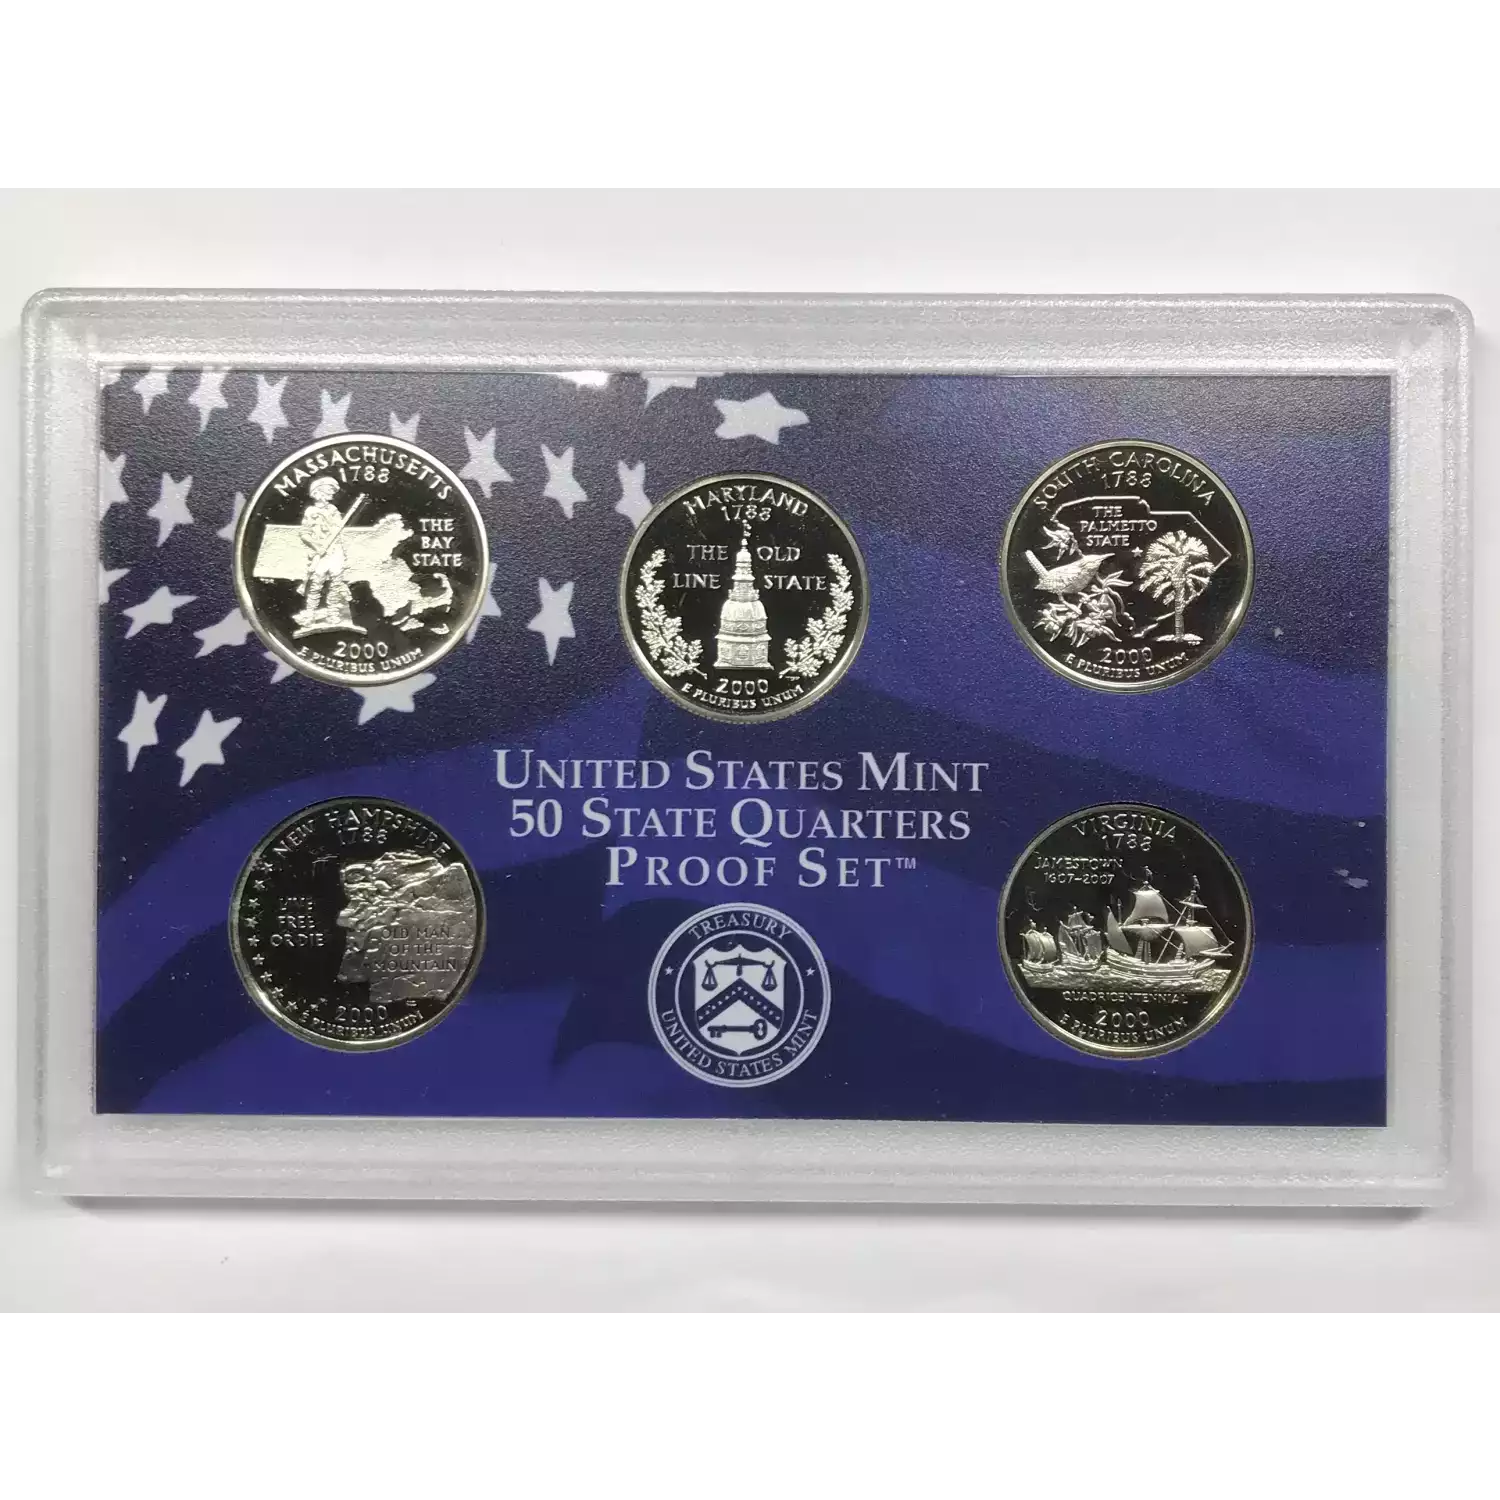 MASSACHUSETTS
1788
THE
BAY
STATE
2000
E PLURIBUS UNUM
MARYLAND
1788
THE OLD
LINE STATE
2000
E PLURIBUS UNUM
SOUTH CAROLINA
1788
THE
PALMETTO
STATE
2000
E PLURIBUS UNUM
UNITED STATES MINT
50 STATE QUARTERS
PROOF SET™
NEW HAMPSHIRE
1788
LIVE
FREE
OR DIE
OLD MAN
OF THE
MOUNTAIN
2000
E PLURIBUS UNUM
TREASURY
UNITED STATES MINT
VIRGINIA
1788
JAMESTOWN
1607-2007
QUADRICENTENNIAL
2000
E PLURIBUS UNUM